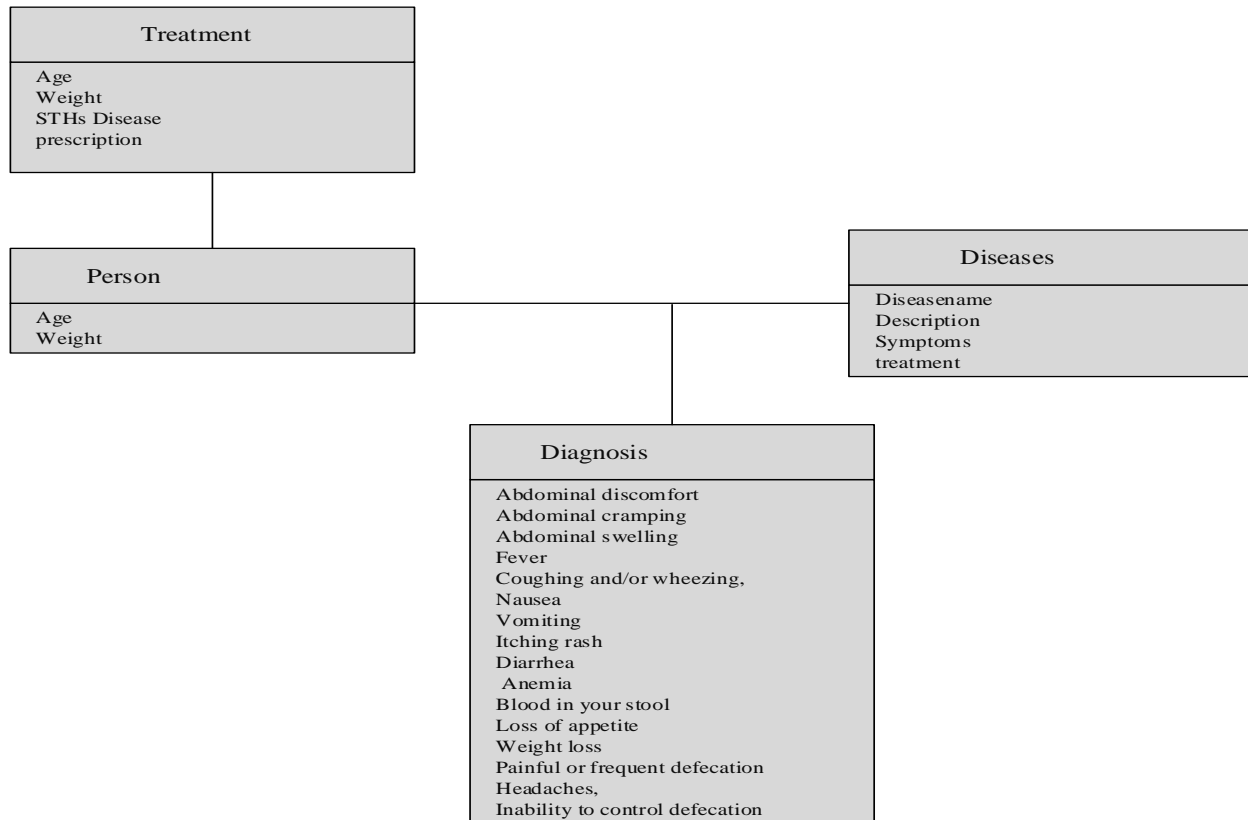 Treatment
Age
Weight
STHs Disease
prescription
Person
Age
Weight
Diseases
Diseasename
Description
Symptoms
treatment
Diagnosis
Abdominal discomfort
Abdominal cramping
Abdominal swelling
Fever
Coughing and/or wheezing,
Nausea
Vomiting
Itching rash
Diarrhea
Anemia
Blood in your stool
Loss of appetite
Weight loss
Painful or frequent defecation
Headaches,
Inability to control defecation